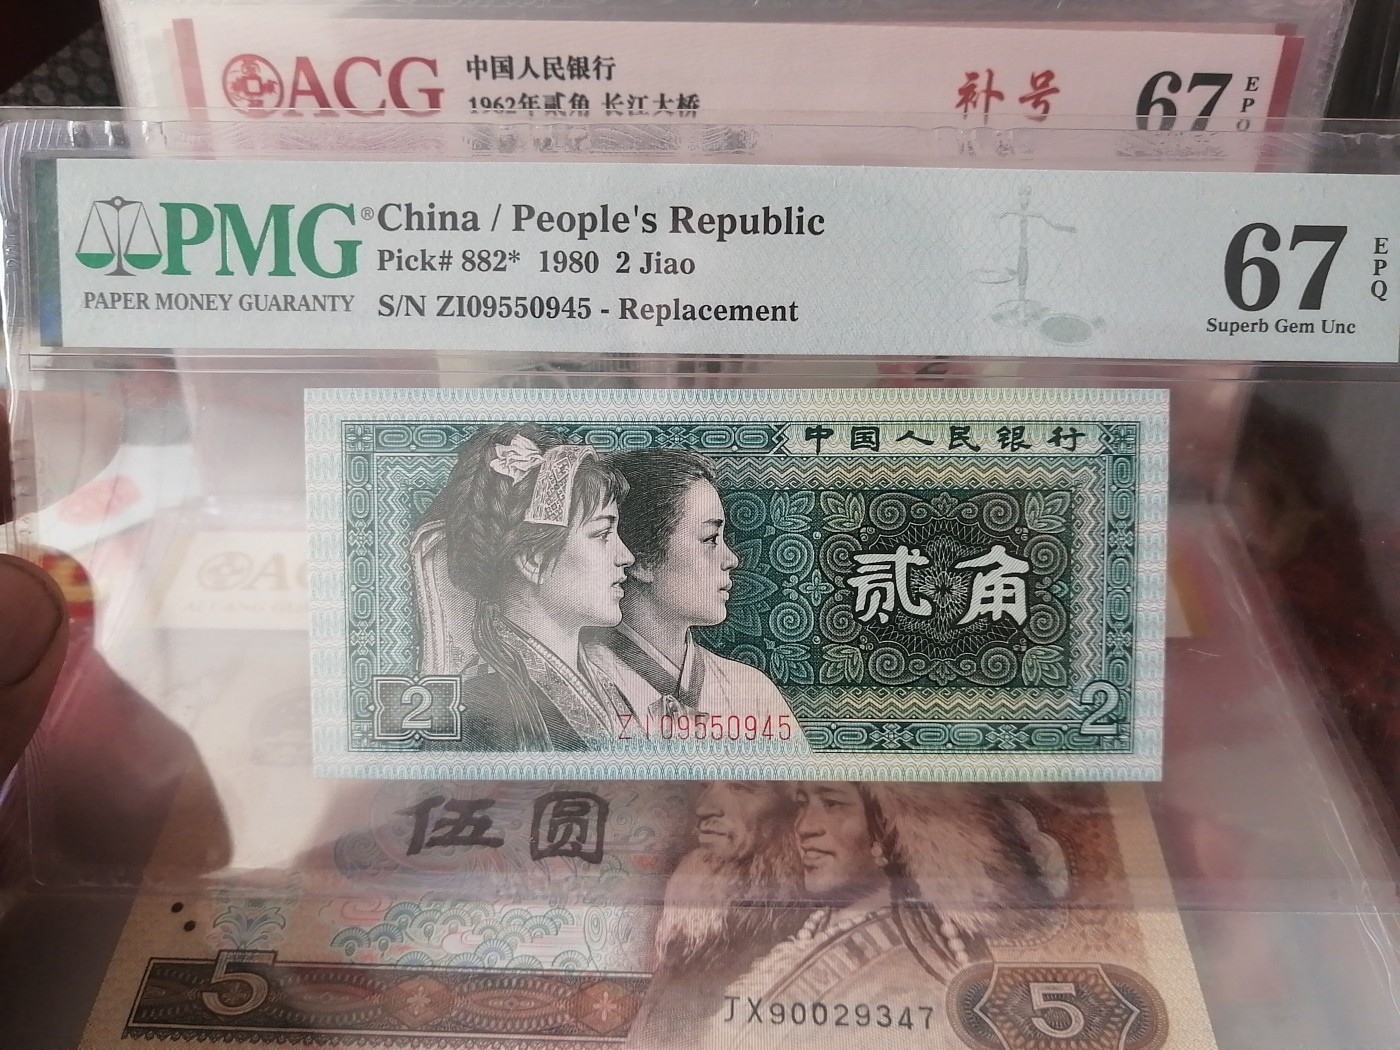 ACG
中国人民银行
1962年贰角 长江大桥
补号
67
EPQ
PMG®
PAPER MONEY GUARANTY
China / People's Republic
Pick# 882* 1980 2 Jiao
S/N ZI09550945 - Replacement
67
EPQ
Superb Gem Unc
中国人民银行
贰角
2
ZI09550945
2
伍圆
5
JX90029347
5